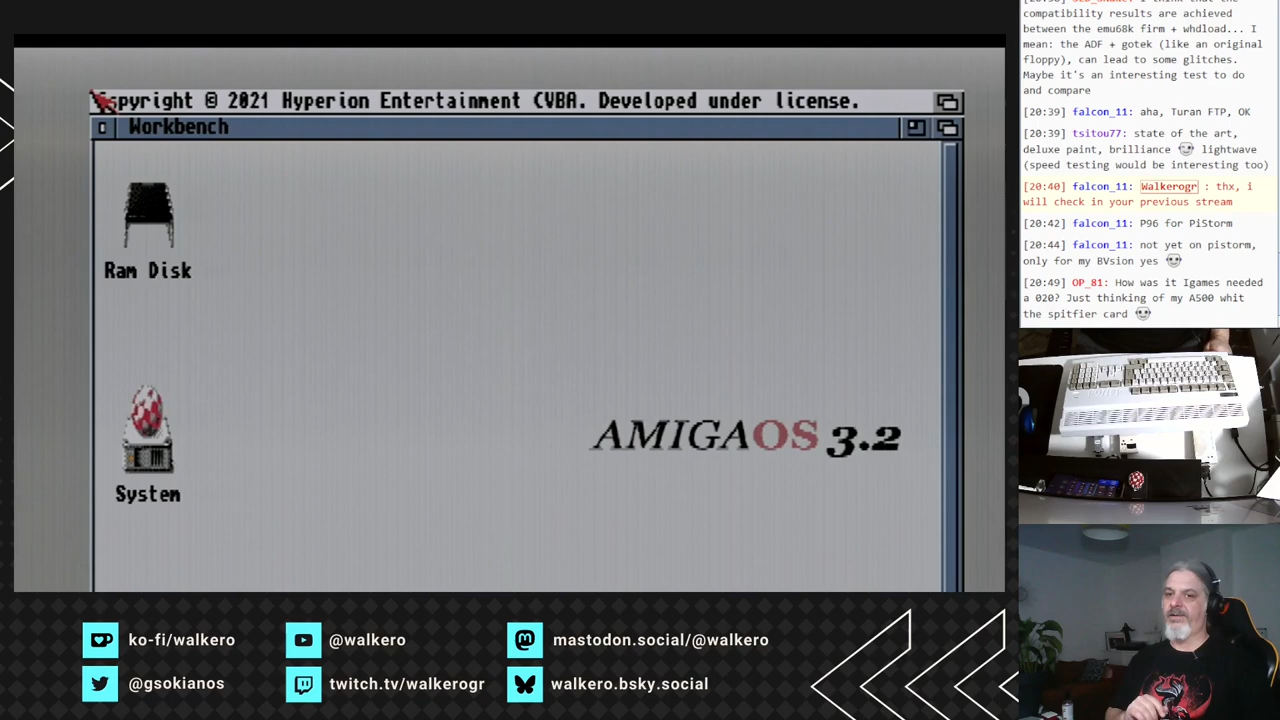 pyright © 2021 Hyperion Entertainment CVBA. Developed under license.
Workbench
Ram Disk
System
AMIGAOS 3.2
compatibility results are achieved
between the emu68k firm + whdload... I
mean: the ADF + gotek (like an original
floppy), can lead to some glitches.
Maybe it's an interesting test to do
and compare
[20:39] falcon_11: aha, Turan FTP, OK
[20:39] tsitou77: state of the art,
deluxe paint, brilliance lightwave
(speed testing would be interesting too)
[20:40] falcon_11: Walkerogr : thx, i
will check in your previous stream
[20:42] falcon_11: P96 for PiStorm
[20:44] falcon_11: not yet on pistorm,
only for my BVsion yes
[20:49] OP_81: How was it Igames needed
a 020? Just thinking of my A500 whit
the spitfier card
ko-fi/walkero
@walkero
mastodon.social/@walkero
@gsokianos
twitch.tv/walkerogr
walkero.bsky.social